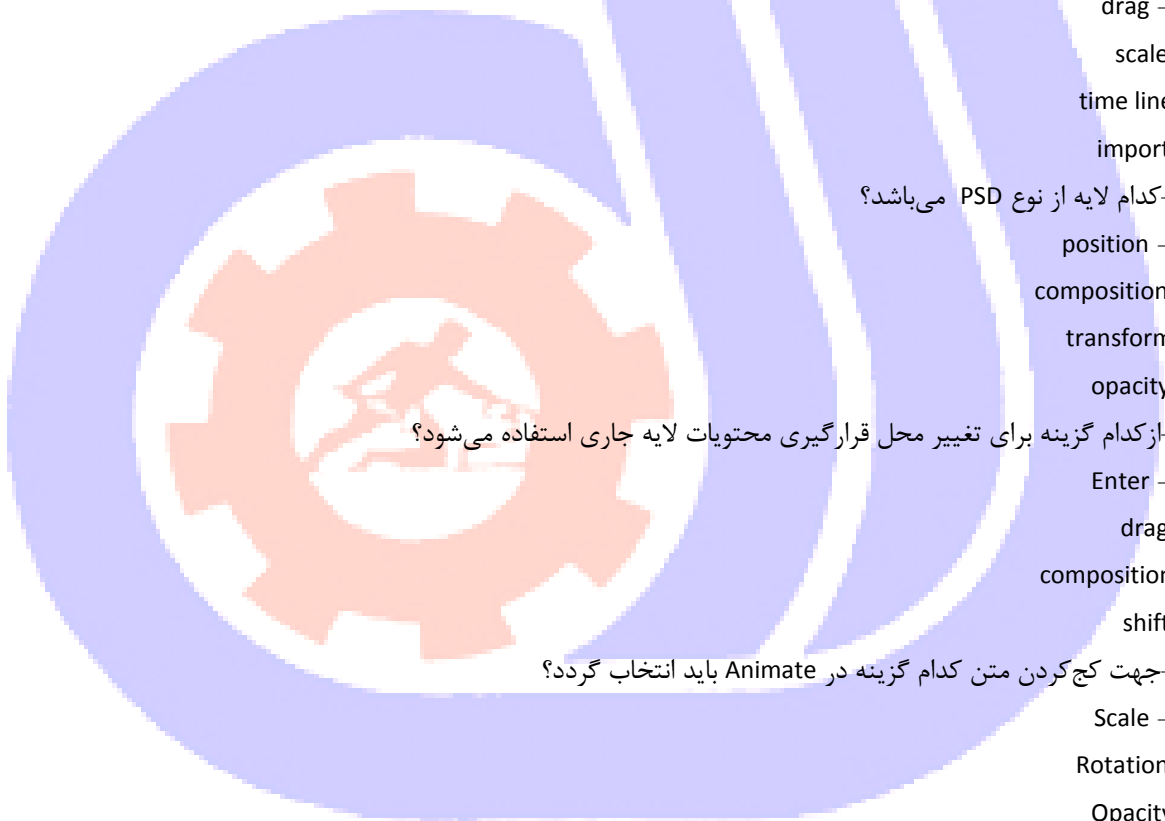 drag –
scale
time line
import
-کدام لایه از نوع PSD می‌باشد؟
position –
composition
transform
opacity
-ازکدام گزینه برای تغییر محل قرارگیری محتویات لایه جاری استفاده می‌شود؟
Enter –
drag
composition
shift
-جهت کج‌کردن متن کدام گزینه در Animate باید انتخاب گردد؟
Scale –
Rotation
Opacity